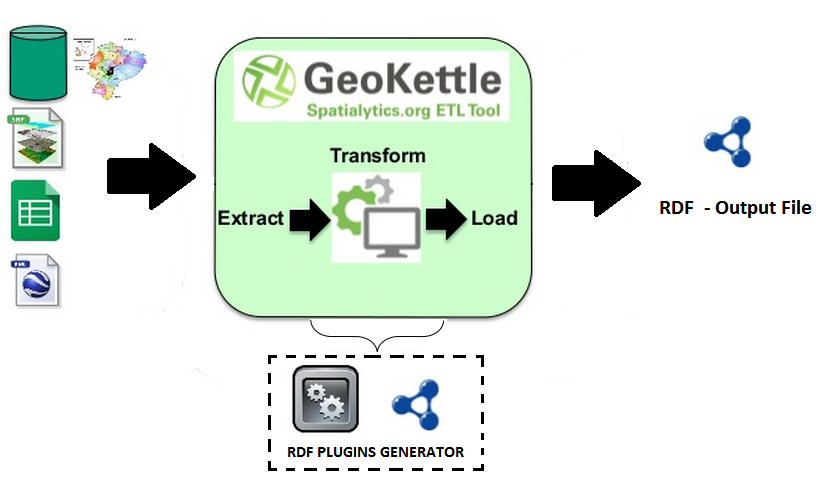 SHP
KML
GeoKettle
Spatialytics.org ETL Tool
Transform
Extract
Load
RDF - Output File
RDF PLUGINS GENERATOR